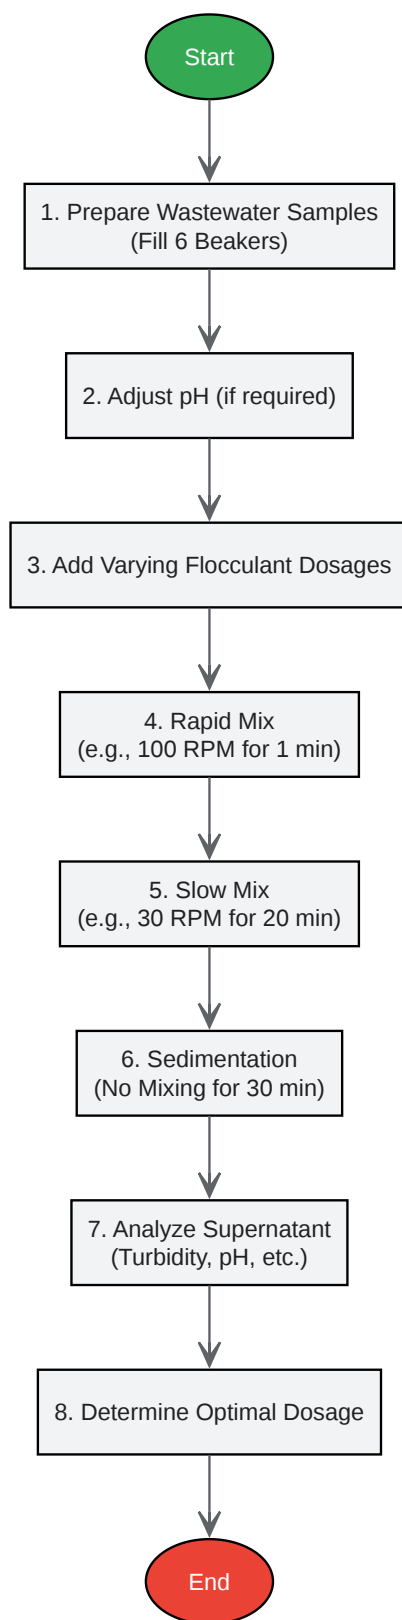 Start
1. Prepare Wastewater Samples
(Fill 6 Beakers)
2. Adjust pH (if required)
3. Add Varying Flocculant Dosages
4. Rapid Mix
(e.g., 100 RPM for 1 min)
5. Slow Mix
(e.g., 30 RPM for 20 min)
6. Sedimentation
(No Mixing for 30 min)
7. Analyze Supernatant
(Turbidity, pH, etc.)
8. Determine Optimal Dosage
End